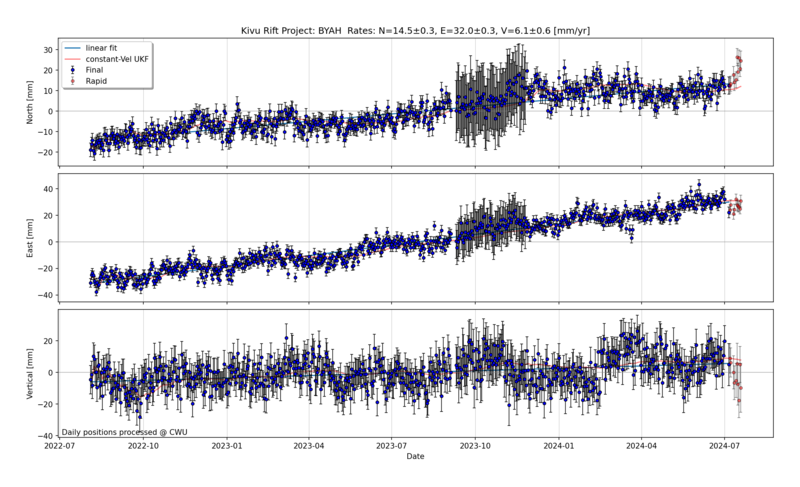 Kivu Rift Project: BYAH Rates: N=14.5±0.3, E=32.0±0.3, V=6.1±0.6 [mm/yr]
linear fit
constant-Vel UKF
Final
Rapid
North [mm]
30
20
10
0
−10
−20
East [mm]
40
20
0
−20
−40
Vertical [mm]
20
0
−20
−40
Daily positions processed @ CWU
2022-07 2022-10 2023-01 2023-04 2023-07 2023-10 2024-01 2024-04 2024-07
Date